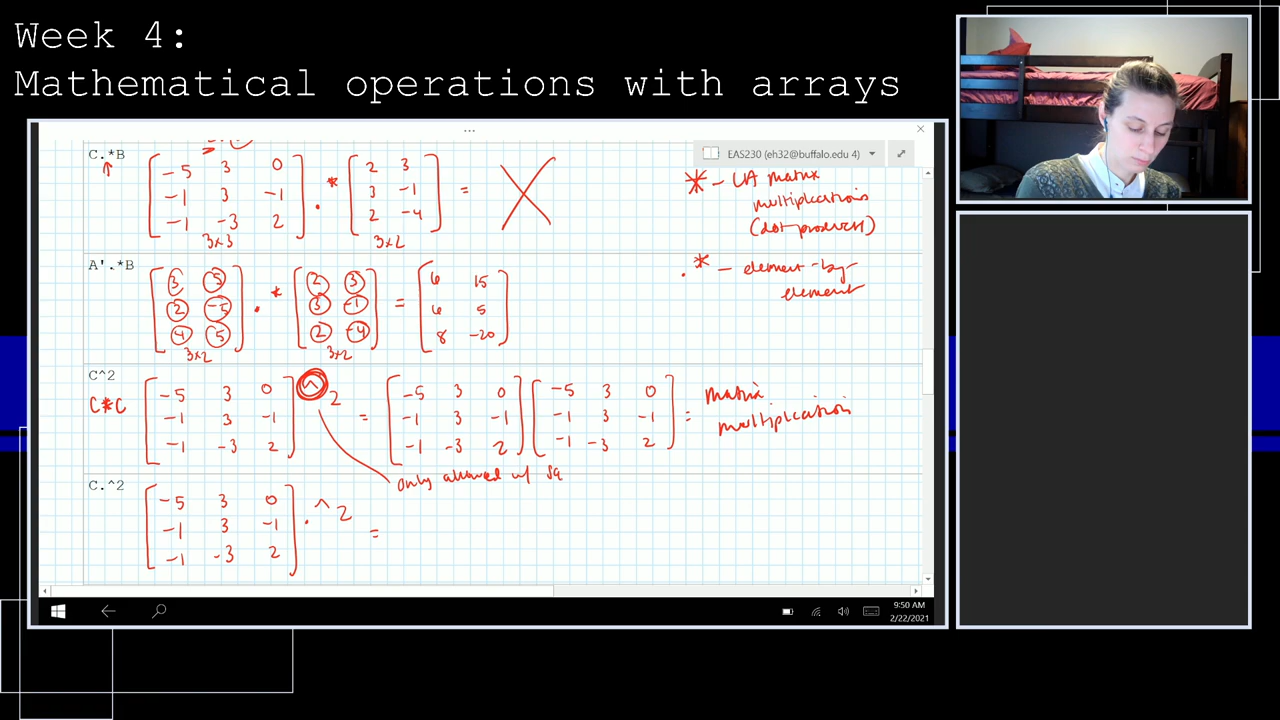 Week 4:
Mathematical operations with arrays
EAS230 (eh32@buffalo.edu 4)
C.*B
-5 3 0
-1 3 -1
-1 -3 2
3x3
.*
2 3
3 -1
2 -4
3x2
= X
* - LA matrix
multiplications
(dot product)
.* - element-by-
element
A'.*B
3 5
2 -5
4 5
3x2
.*
2 3
3 -1
2 -4
3x2
=
6 15
6 5
8 -20
C^2
C*C
-5 3 0
-1 3 -1
-1 -3 2
^2
=
-5 3 0
-1 3 -1
-1 -3 2
-5 3 0
-1 3 -1
-1 -3 2
= matrix
multiplication
only allowed w/ sq
C.^2
-5 3 0
-1 3 -1
-1 -3 2
.^2
=
9:50 AM
2/22/2021